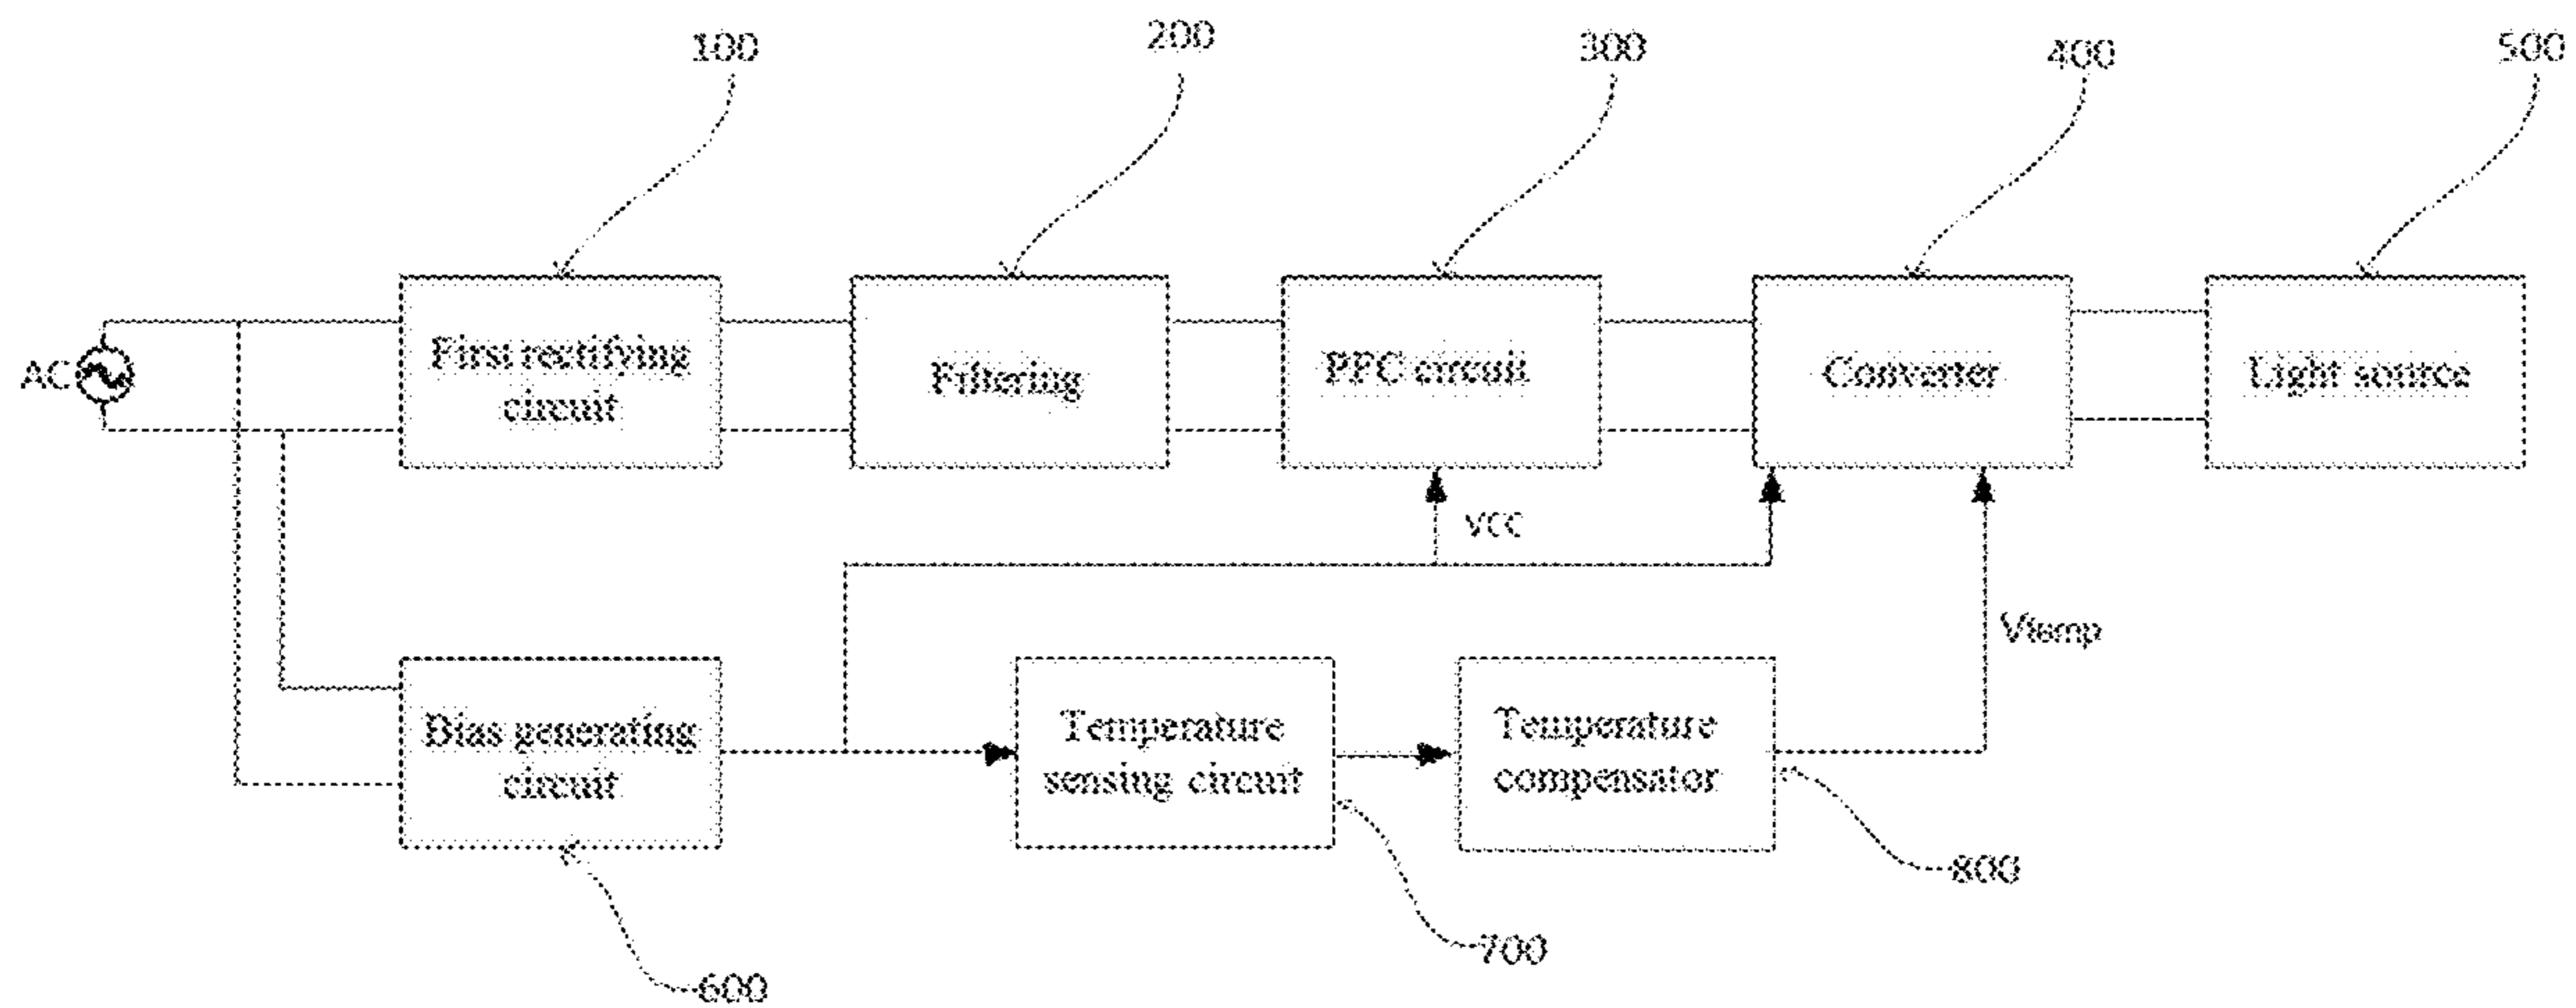 100
200
300
400
500
AC
First rectifying
circuit
Filtering
PFC circuit
Converter
Light source
VCC
Vtemp
Bias generating
circuit
Temperature
sensing circuit
Temperature
compensator
800
700
600